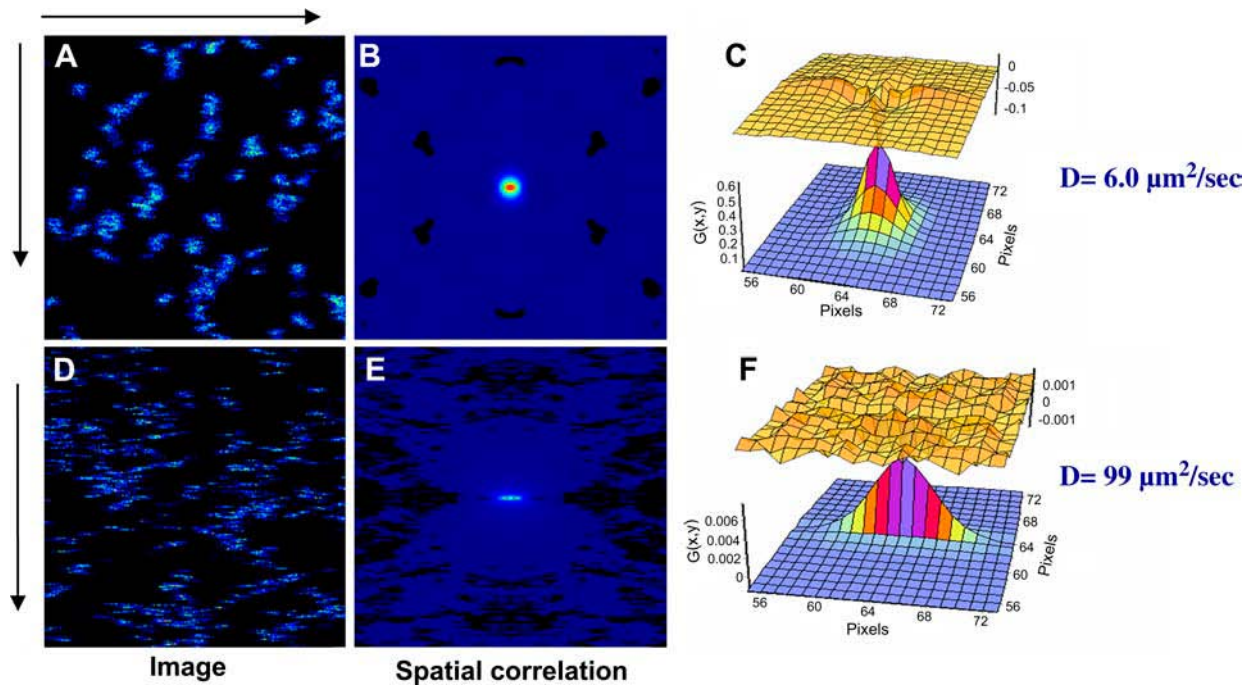 A
B
C
0
-0.05
-0.1
0.6
0.5
0.4
0.3
0.2
0.1
G(x,y)
56
60
64
68
72
Pixels
56
60
64
68
72
Pixels
D= 6.0 µm²/sec
D
E
F
0.001
0
-0.001
0.006
0.004
0.002
0
G(x,y)
56
60
64
68
72
Pixels
56
60
64
68
72
Pixels
D= 99 µm²/sec
Image
Spatial correlation